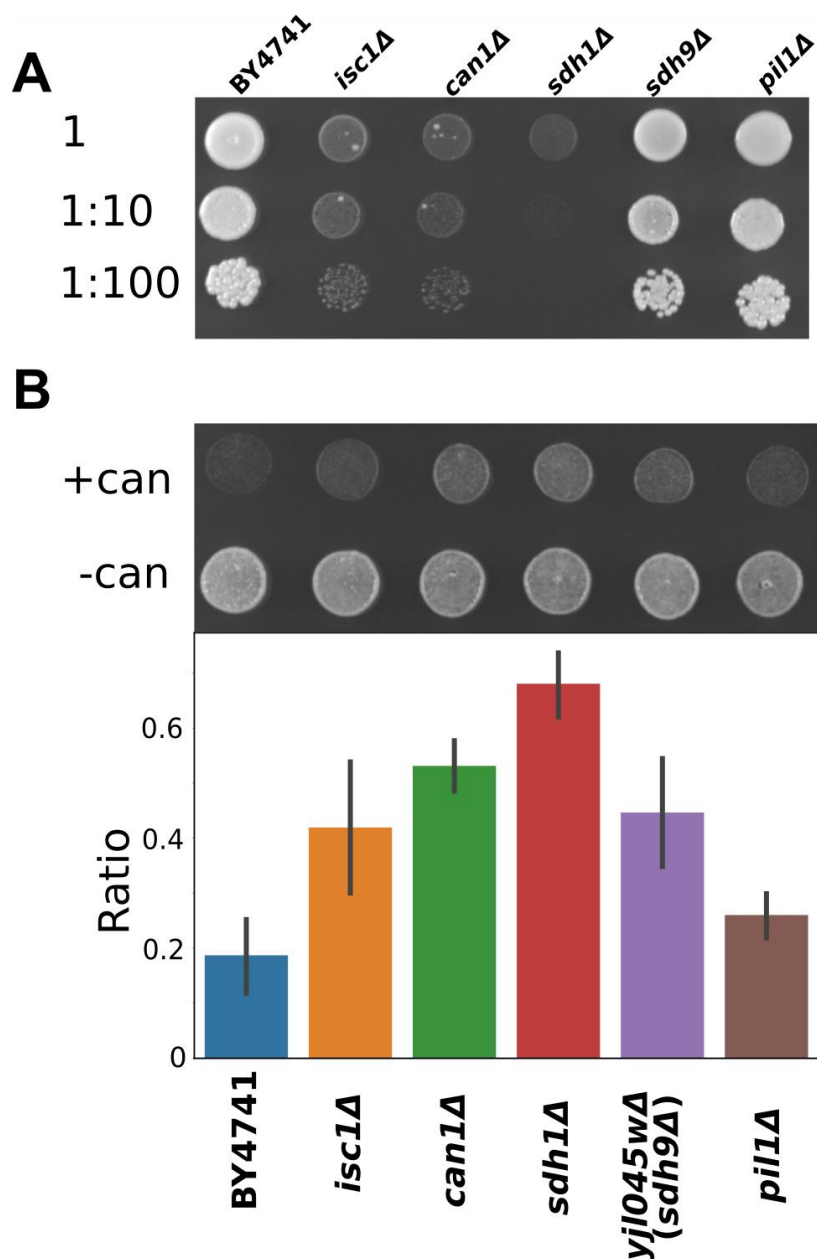 A
BY4741 isc1Δ can1Δ sdh1Δ sdh9Δ pil1Δ
1
1:10
1:100
B
+can
-can
Ratio
0.6
0.4
0.2
0
BY4741 isc1Δ can1Δ sdh1Δ yjl045wΔ (sdh9Δ) pil1Δ